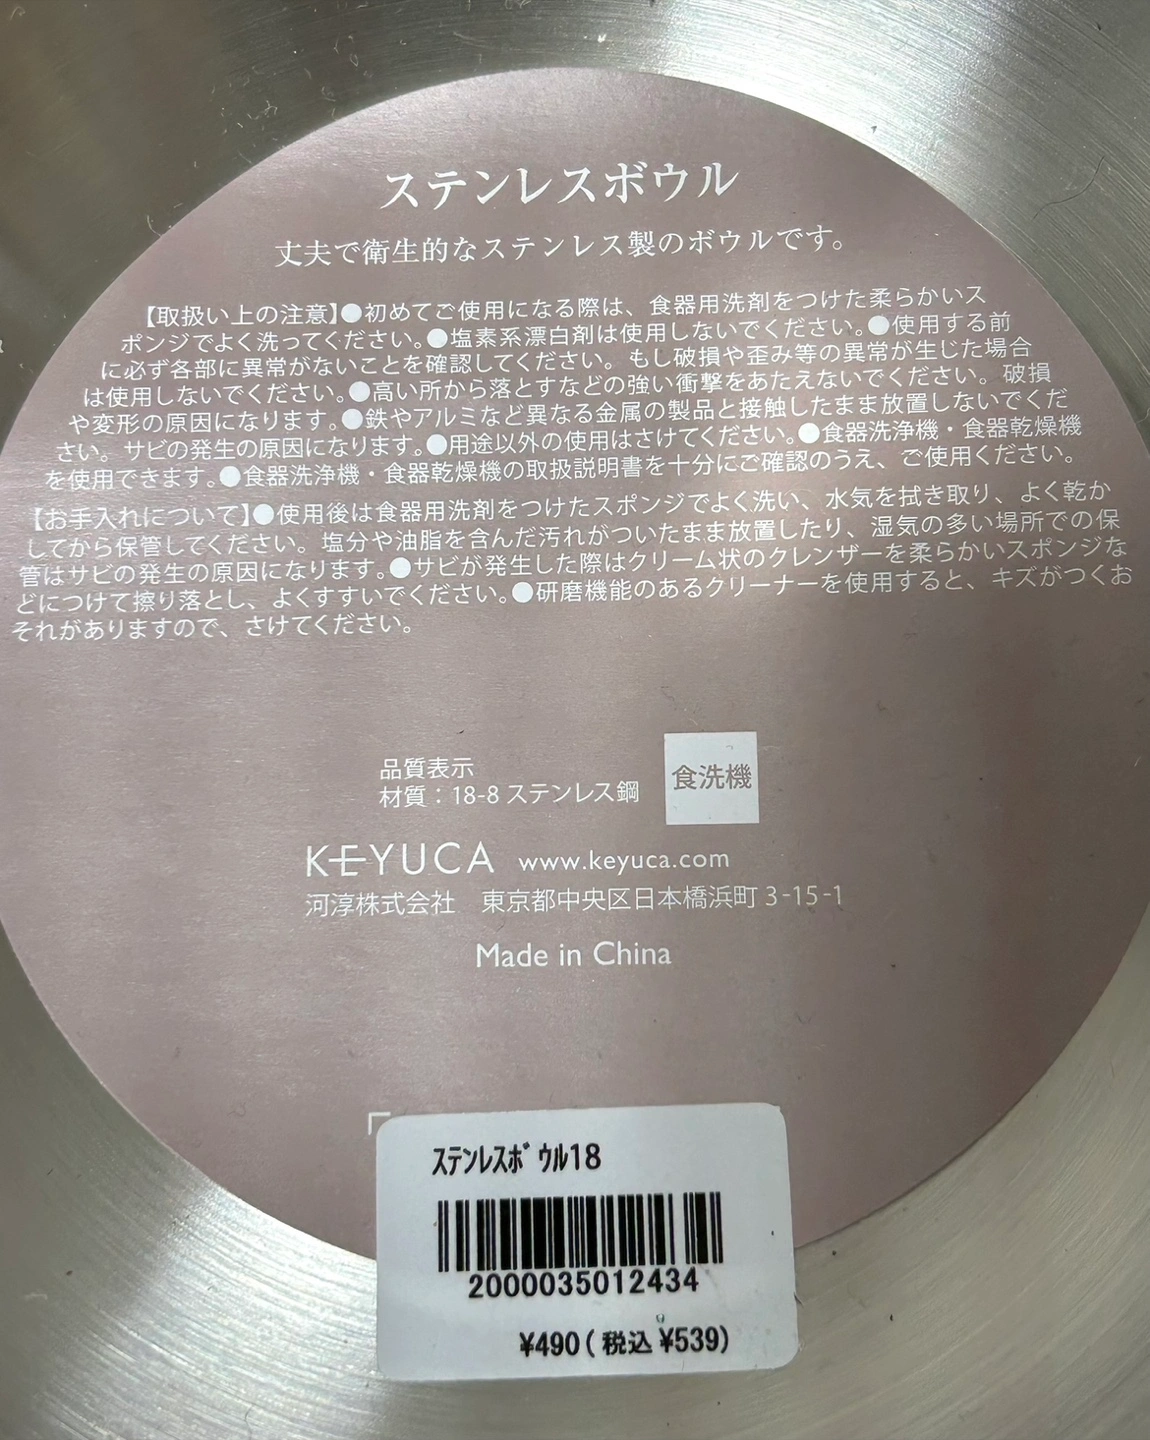 ステンレスボウル
丈夫で衛生的なステンレス製のボウルです。
【取扱い上の注意】●初めてご使用になる際は、食器用洗剤をつけた柔らかいス
ポンジでよく洗ってください。●塩素系漂白剤は使用しないでください。●使用する前
に必ず各部に異常がないことを確認してください。もし破損や歪み等の異常が生じた場合
は使用しないでください。●高い所から落とすなどの強い衝撃をあたえないでください。破損
や変形の原因になります。●鉄やアルミなど異なる金属の製品と接触したまま放置しないでくだ
さい。サビの発生の原因になります。●用途以外の使用はさけてください。●食器洗浄機・食器乾燥機
を使用できます。●食器洗浄機・食器乾燥機の取扱説明書を十分にご確認のうえ、ご使用ください。
【お手入れについて】●使用後は食器用洗剤をつけたスポンジでよく洗い、水気を拭き取り、よく乾か
してから保管してください。塩分や油脂を含んだ汚れがついたまま放置したり、湿気の多い場所での保
管はサビの発生の原因になります。●サビが発生した際はクリーム状のクレンザーを柔らかいスポンジな
どにつけて擦り落とし、よくすすいでください。●研磨機能のあるクリーナーを使用すると、キズがつくお
それがありますので、さけてください。
品質表示
材質：18-8 ステンレス鋼
食洗機
KEYUCA www.keyuca.com
河淳株式会社 東京都中央区日本橋浜町 3-15-1
Made in China
ｽﾃﾝﾚｽﾎﾞｳﾙ18
2000035012434
¥490 ( 税込 ¥539)